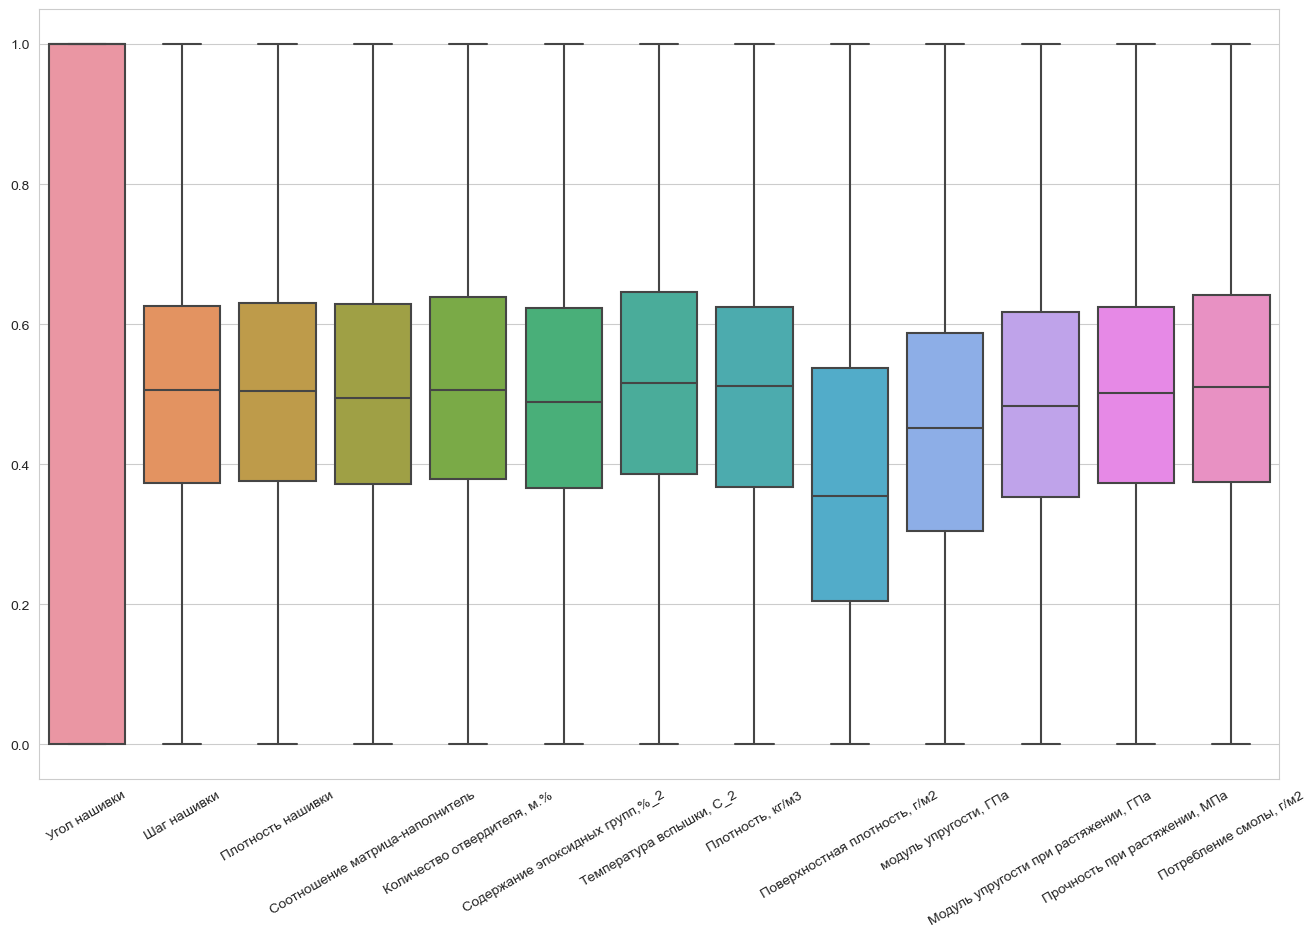 1.0
0.8
0.6
0.4
0.2
0.0
Угол нашивки
Шаг нашивки
Плотность нашивки
Соотношение матрица-наполнитель
Количество отвердителя, м.%
Содержание эпоксидных групп,%_2
Температура вспышки, С_2
Плотность, кг/м3
Поверхностная плотность, г/м2
модуль упругости, ГПа
Модуль упругости при растяжении, ГПа
Прочность при растяжении, МПа
Потребление смолы, г/м2